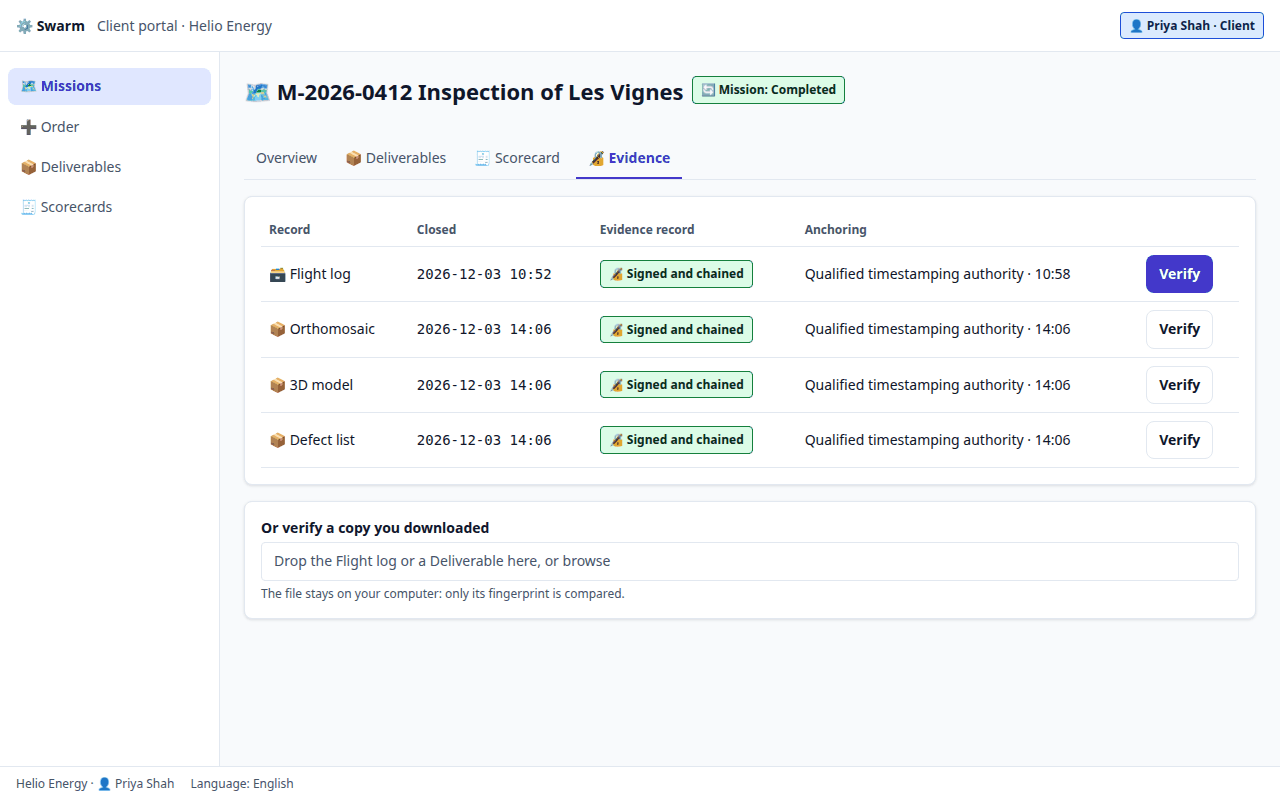 ⚙️ Swarm Client portal · Helio Energy
👤 Priya Shah · Client
🗺️ Missions
➕ Order
📦 Deliverables
🧾 Scorecards
🗺️ M-2026-0412 Inspection of Les Vignes
🔄 Mission: Completed
Overview 📦 Deliverables 🧾 Scorecard 🔏 Evidence
Record Closed Evidence record Anchoring
🗃️ Flight log 2026-12-03 10:52 🔏 Signed and chained Qualified timestamping authority · 10:58 Verify
📦 Orthomosaic 2026-12-03 14:06 🔏 Signed and chained Qualified timestamping authority · 14:06 Verify
📦 3D model 2026-12-03 14:06 🔏 Signed and chained Qualified timestamping authority · 14:06 Verify
📦 Defect list 2026-12-03 14:06 🔏 Signed and chained Qualified timestamping authority · 14:06 Verify
Or verify a copy you downloaded
Drop the Flight log or a Deliverable here, or browse
The file stays on your computer: only its fingerprint is compared.
Helio Energy · 👤 Priya Shah Language: English